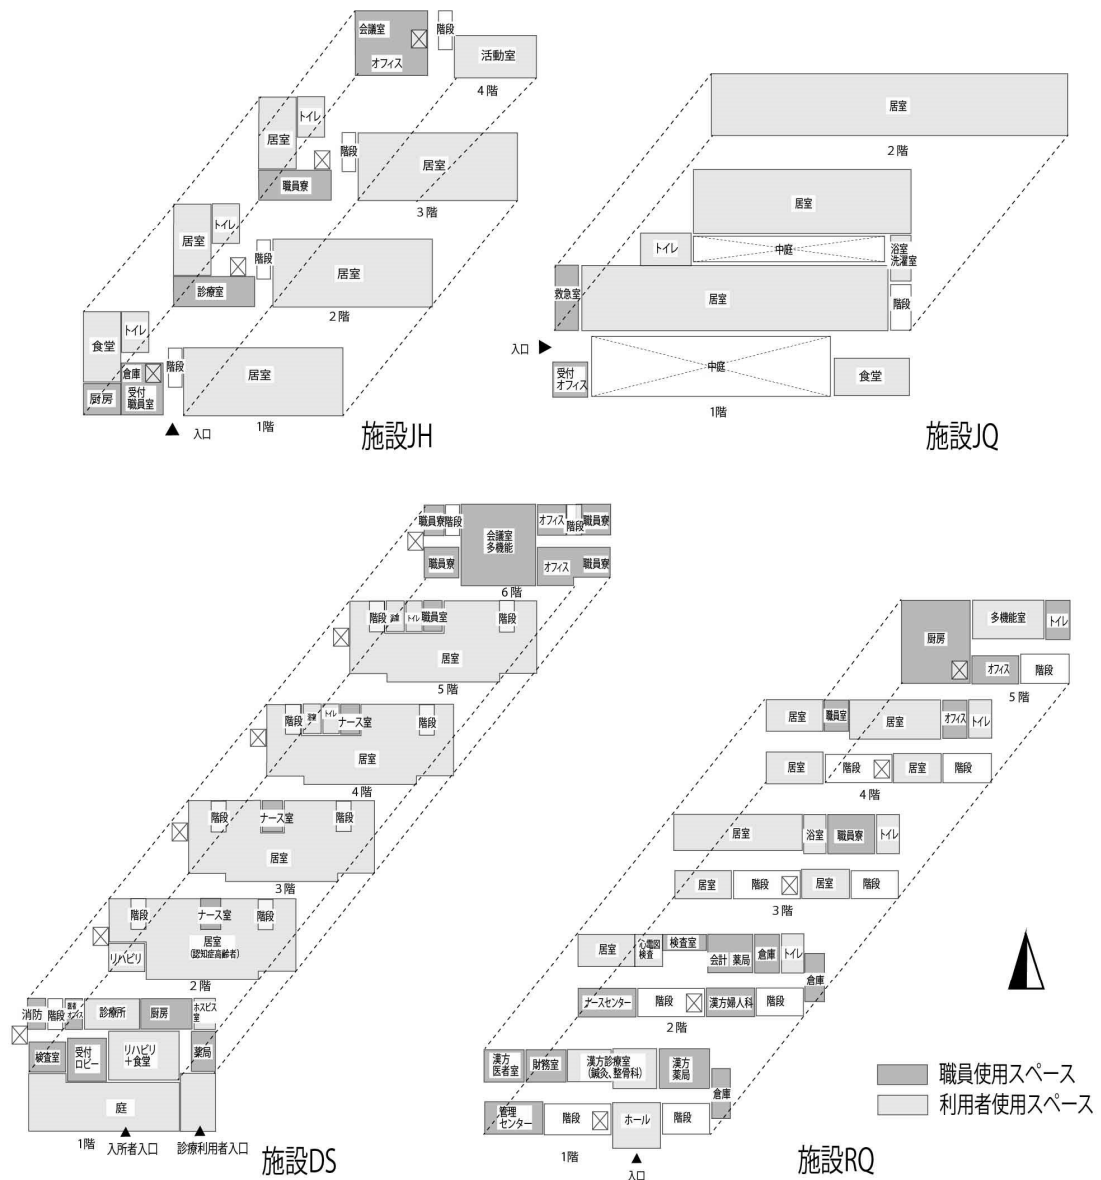 会議室
階段
オフィス
活動室
4階
居室
トイレ
階段
居室
職員寮
3階
居室
トイレ
階段
居室
診療室
2階
トイレ
食堂
倉庫
階段
居室
厨房
受付
職員室
1階
入口
施設JH
居室
2階
居室
トイレ
中庭
浴室
洗濯室
救急室
居室
階段
入口
中庭
受付
オフィス
食堂
1階
施設JQ
職員寮
階段
会議室
多機能
オフィス
階段
職員寮
職員寮
オフィス
職員寮
6階
階段
トイレ
職員室
階段
居室
5階
階段
トイレ
ナース室
階段
居室
4階
階段
ナース室
階段
居室
3階
階段
ナース室
階段
居室
(認知症高齢者)
リハビリ
2階
消防
階段
オフィス
診療所
厨房
ホスピス
室
検査室
受付
ロビー
リハビリ
+食堂
薬局
庭
1階
入所者入口
診療利用者入口
施設DS
厨房
多機能室
トイレ
オフィス
階段
5階
居室
職員室
居室
オフィス
トイレ
居室
階段
居室
階段
4階
居室
浴室
職員寮
トイレ
居室
階段
居室
階段
3階
居室
心電図
検査
検査室
会計
薬局
倉庫
トイレ
倉庫
ナースセンター
階段
漢方婦人科
階段
2階
漢方
医者室
財務室
漢方診療室
(鍼灸、整骨科)
漢方
薬局
倉庫
管理
センター
階段
ホール
階段
1階
入口
施設RQ
職員使用スペース
利用者使用スペース